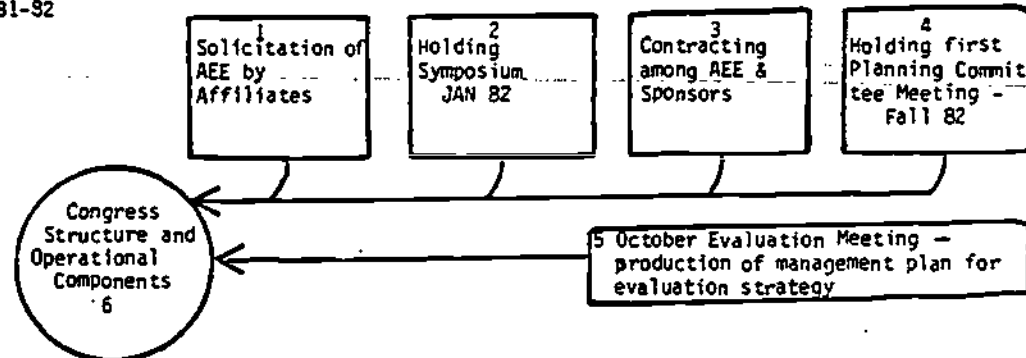 81-82
1
Solicitation of
AEE by
Affiliates
2
Holding
Symposium
JAN 82
3
Contracting
among AEE &
Sponsors
4
Holding first
Planning Commit
tee Meeting -
Fall 82
Congress
Structure and
Operational
Components
6
5 October Evaluation Meeting —
production of management plan for
evaluation strategy